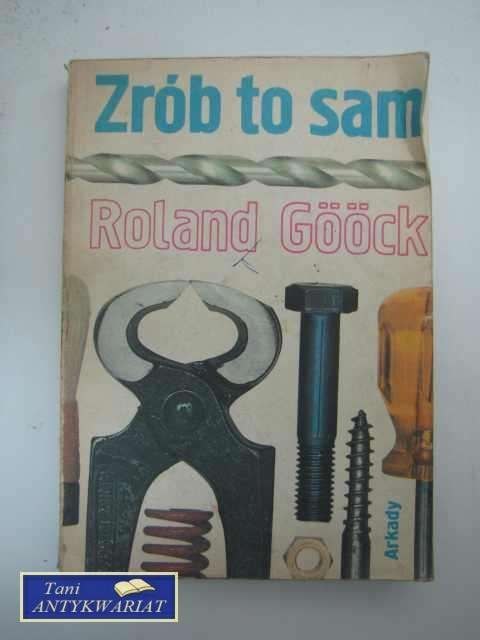 Zrób to sam
Roland Gööck
Arkady
Tani
ANTYKWARIAT